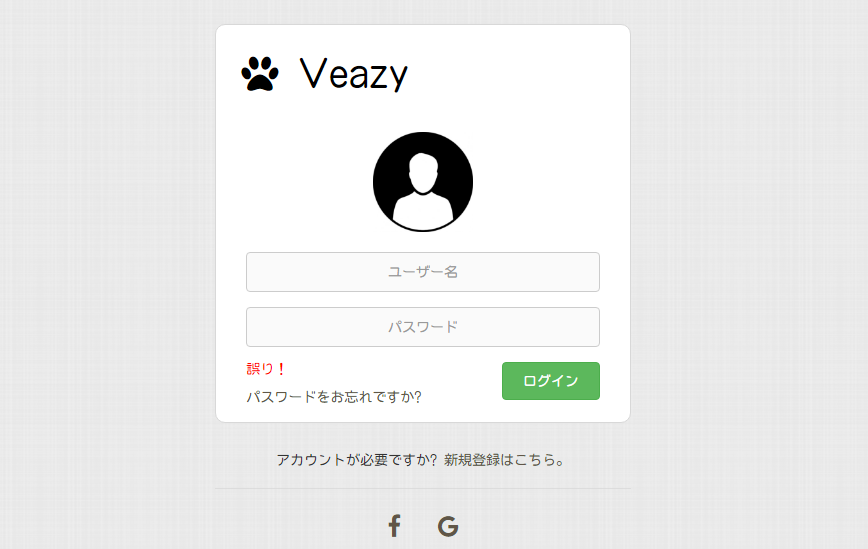 Veazy
ユーザー名
パスワード
誤り！
パスワードをお忘れですか?
ログイン
アカウントが必要ですか? 新規登録はこちら。